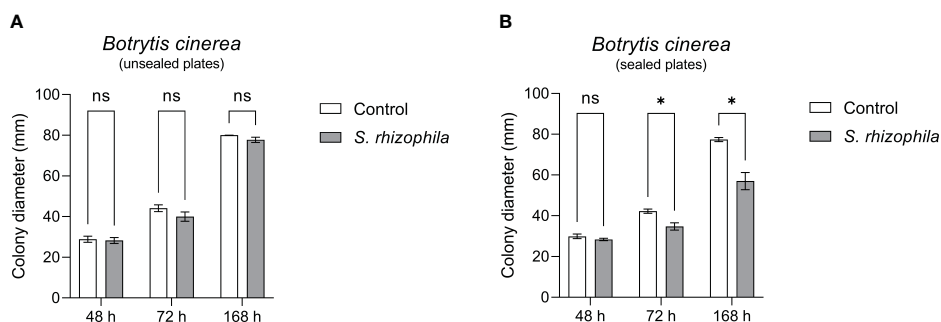 A
Botrytis cinerea
(unsealed plates)
Colony diameter (mm)
100
80
60
40
20
0
ns
ns
ns
48 h
72 h
168 h
Control
S. rhizophila
B
Botrytis cinerea
(sealed plates)
Colony diameter (mm)
100
80
60
40
20
0
ns
*
*
48 h
72 h
168 h
Control
S. rhizophila